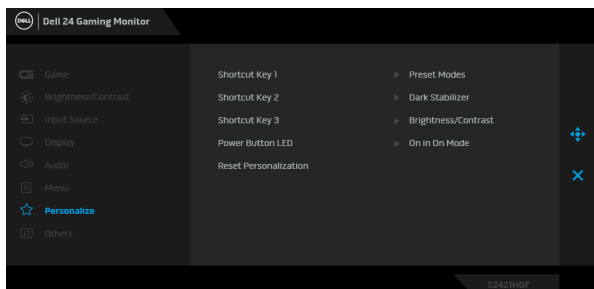 DELL Dell 24 Gaming Monitor
Game
Brightness/Contrast
Input Source
Display
Audio
Menu
Personalize
Others
Shortcut Key 1 Preset Modes
Shortcut Key 2 Dark Stabilizer
Shortcut Key 3 Brightness/Contrast
Power Button LED On in On Mode
Reset Personalization
S2421HGF